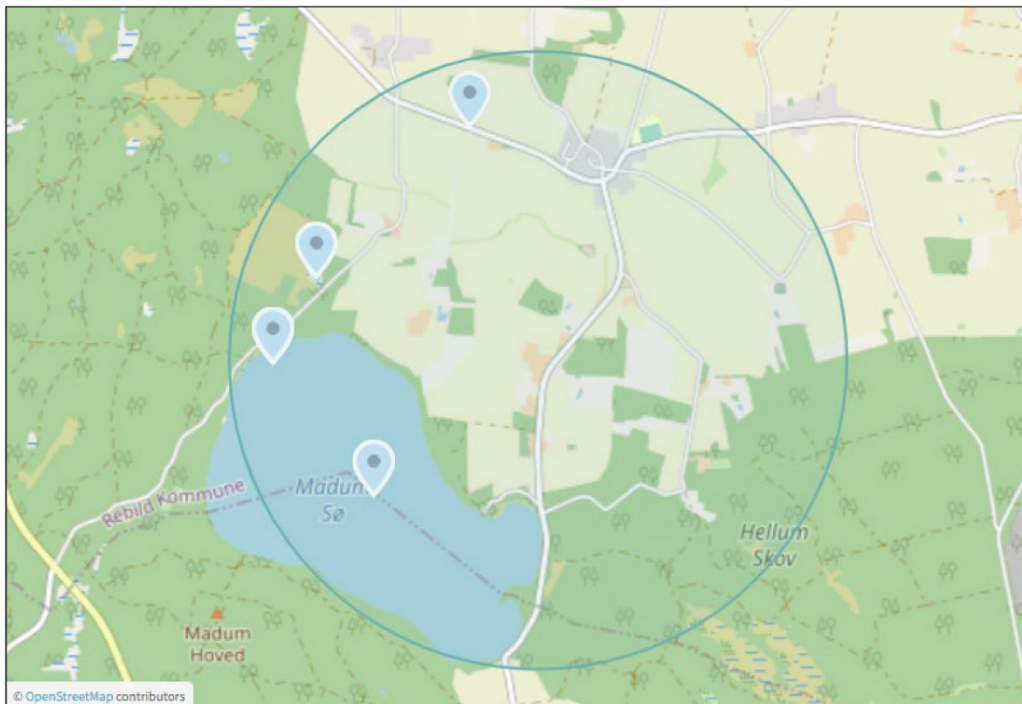 Rebild Kommune
Madum
Sø
Hellum
Skov
Madum
Hoved
© OpenStreetMap contributors